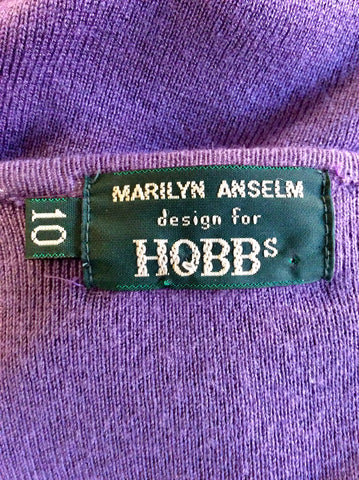 MARILYN ANSELM
design for
HOBBS
10